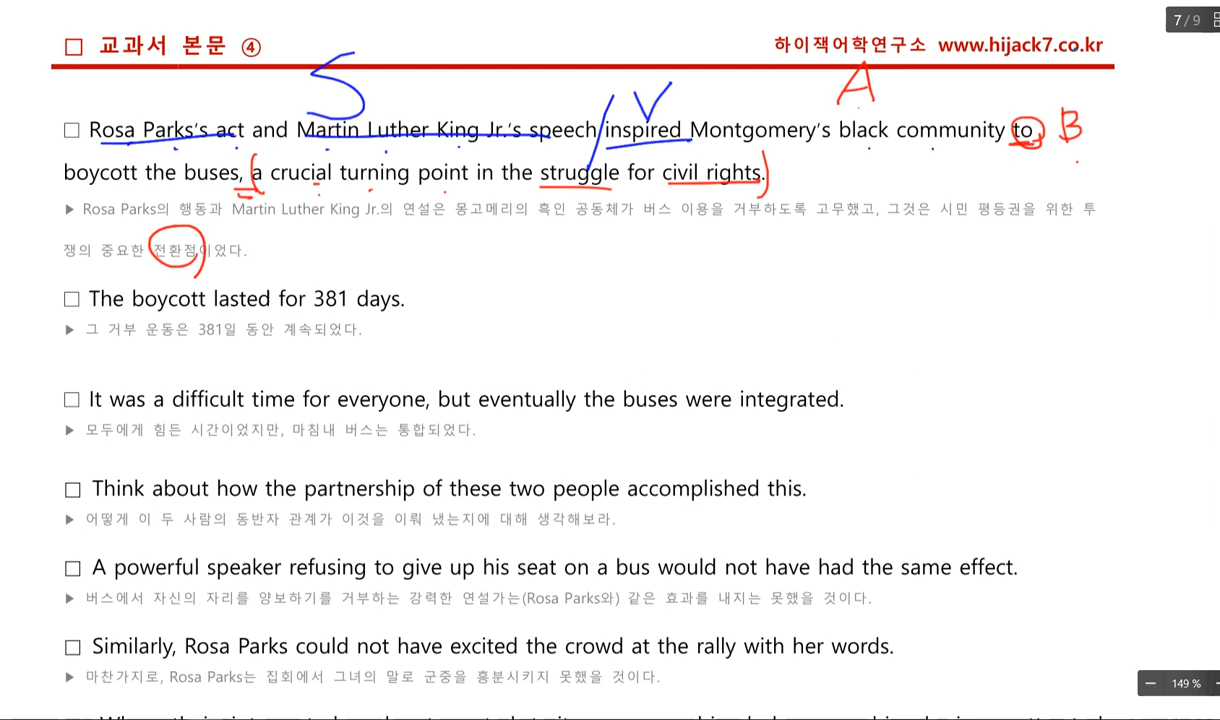 7 / 9
□ 교과서 본문 ④ 하이잭어학연구소 www.hijack7.co.kr
S V A
□ Rosa Parks's act and Martin Luther King Jr.'s speech inspired Montgomery's black community to B
boycott the buses, a crucial turning point in the struggle for civil rights.
▶ Rosa Parks의 행동과 Martin Luther King Jr.의 연설은 몽고메리의 흑인 공동체가 버스 이용을 거부하도록 고무했고, 그것은 시민 평등권을 위한 투
쟁의 중요한 전환점이었다.
□ The boycott lasted for 381 days.
▶ 그 거부 운동은 381일 동안 계속되었다.
□ It was a difficult time for everyone, but eventually the buses were integrated.
▶ 모두에게 힘든 시간이었지만, 마침내 버스는 통합되었다.
□ Think about how the partnership of these two people accomplished this.
▶ 어떻게 이 두 사람의 동반자 관계가 이것을 이뤄 냈는지에 대해 생각해보라.
□ A powerful speaker refusing to give up his seat on a bus would not have had the same effect.
▶ 버스에서 자신의 자리를 양보하기를 거부하는 강력한 연설가는(Rosa Parks와) 같은 효과를 내지는 못했을 것이다.
□ Similarly, Rosa Parks could not have excited the crowd at the rally with her words.
▶ 마찬가지로, Rosa Parks는 집회에서 그녀의 말로 군중을 흥분시키지 못했을 것이다.
149 %